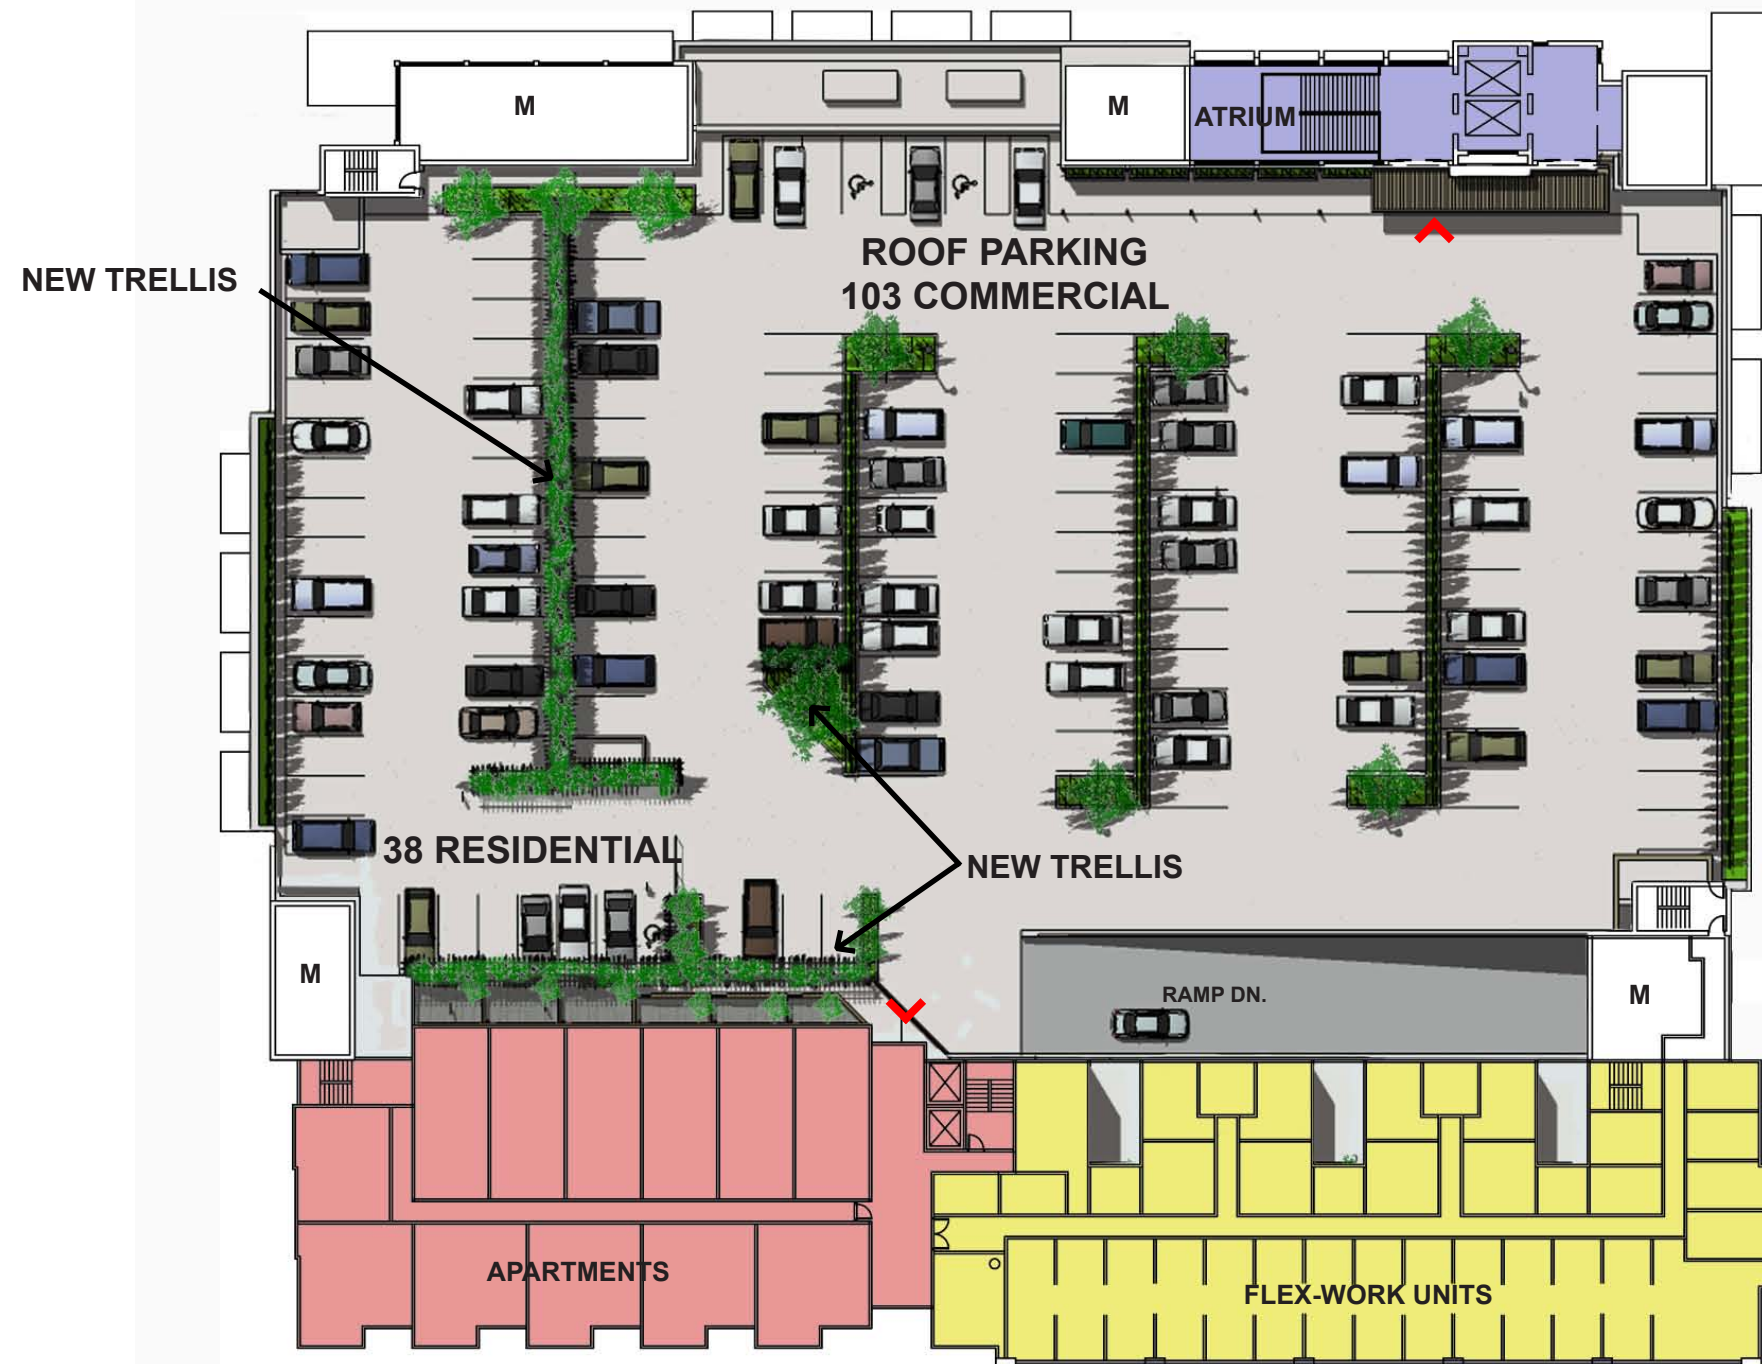 M
M
ATRIUM
ROOF PARKING
103 COMMERCIAL
NEW TRELLIS
38 RESIDENTIAL
NEW TRELLIS
M
RAMP DN.
M
APARTMENTS
FLEX-WORK UNITS